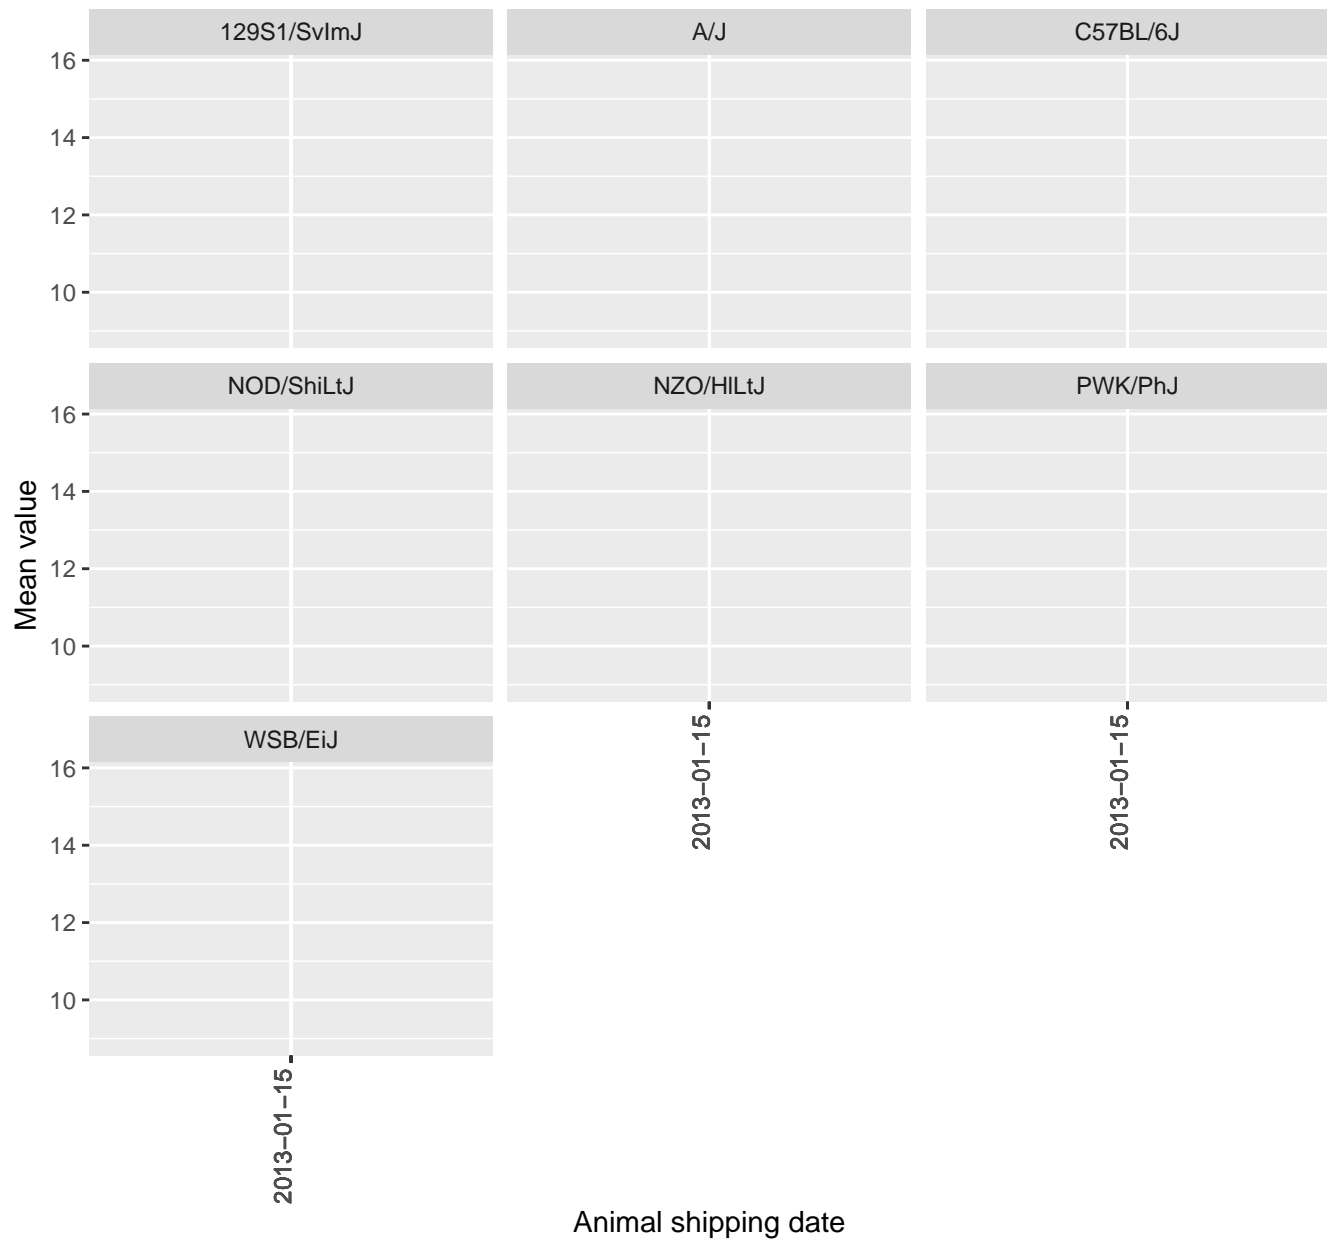 129S1/SvImJ
A/J
C57BL/6J
16
14
12
10
NOD/ShiLtJ
NZO/HlLtJ
PWK/PhJ
16
14
12
10
Mean value
2013−01−15
2013−01−15
WSB/EiJ
16
14
12
10
2013−01−15
Animal shipping date